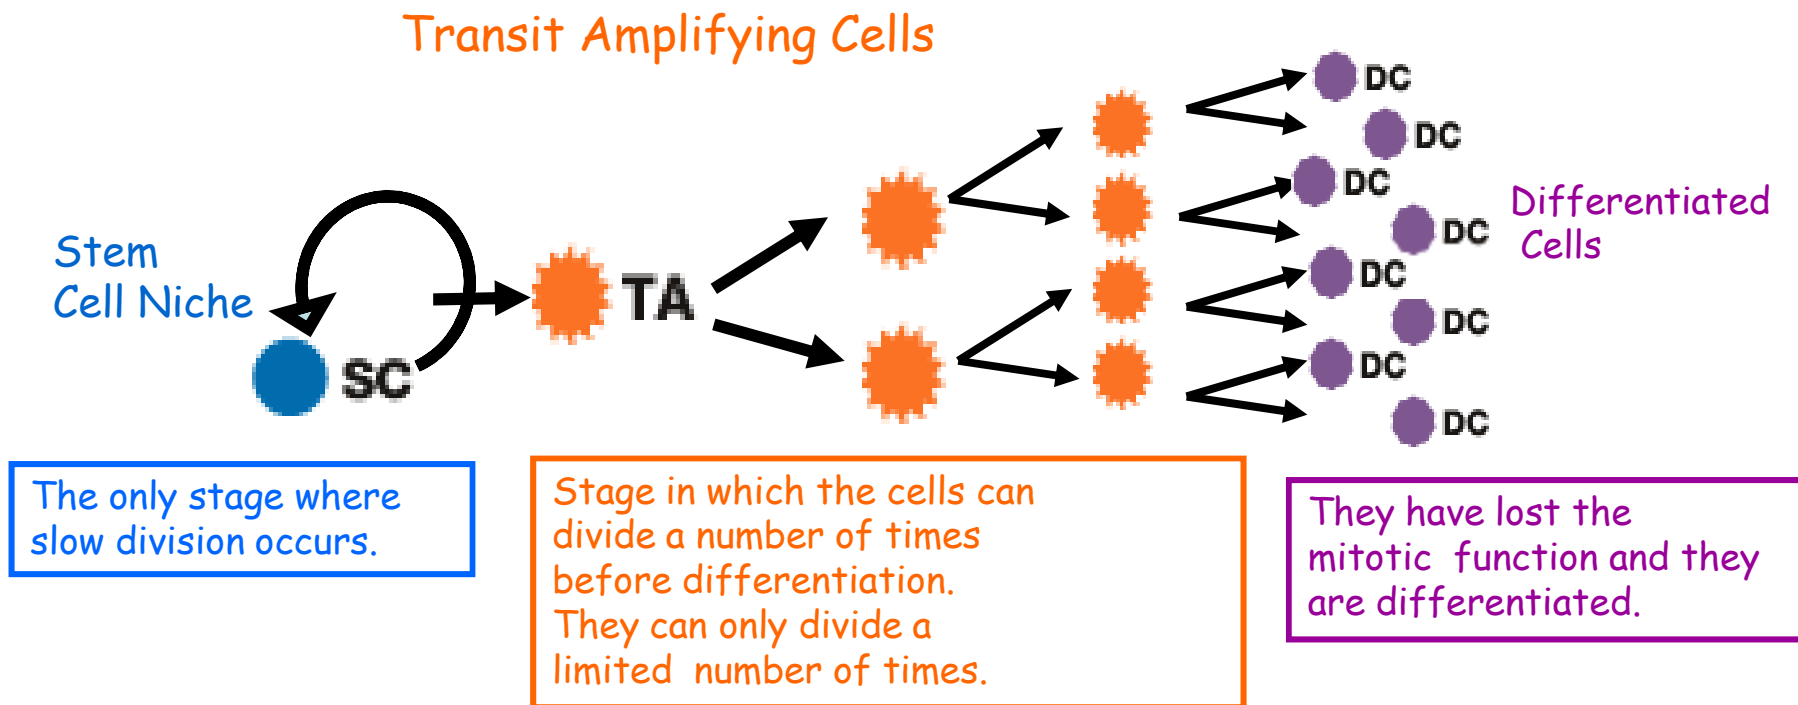 Transit Amplifying Cells
Stem
Cell Niche
SC
TA
DC
DC
DC
DC
DC
DC
DC
DC
Differentiated
Cells
The only stage where
slow division occurs.
Stage in which the cells can
divide a number of times
before differentiation.
They can only divide a
limited number of times.
They have lost the
mitotic function and they
are differentiated.